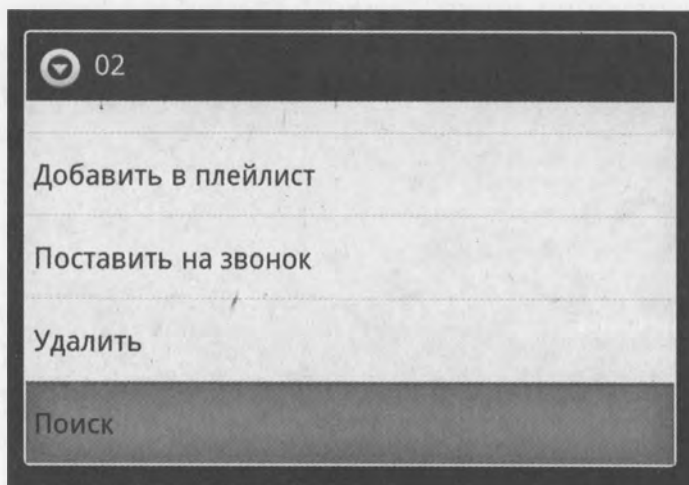 02
Добавить в плейлист
Поставить на звонок
Удалить
Поиск